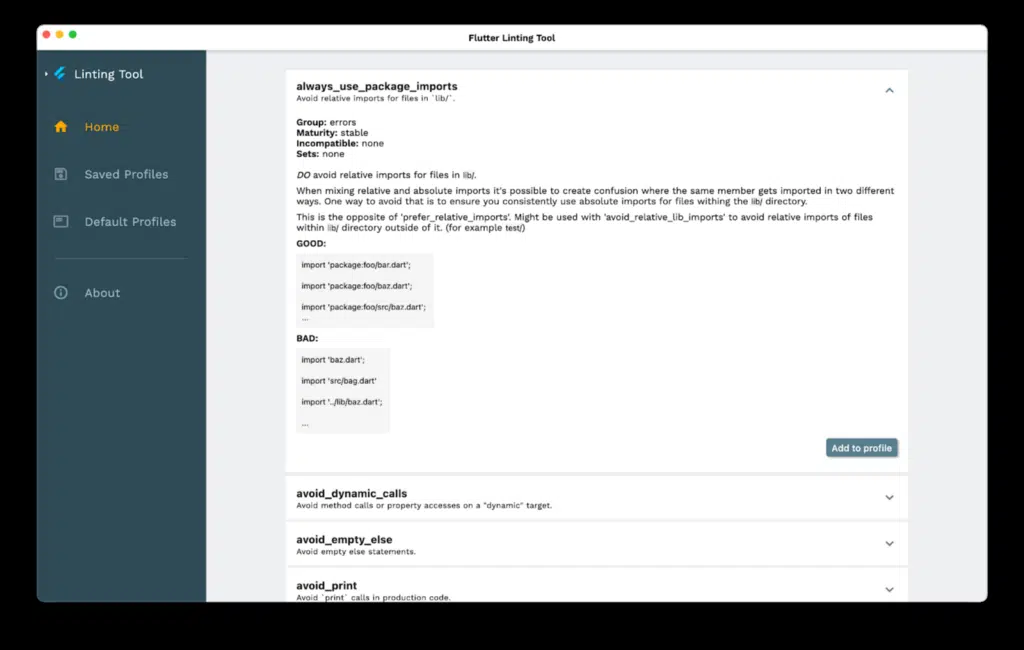 Flutter Linting Tool
Linting Tool
Home
Saved Profiles
Default Profiles
About
always_use_package_imports
Avoid relative imports for files in `lib/`.
Group: errors
Maturity: stable
Incompatible: none
Sets: none
DO avoid relative imports for files in lib/.
When mixing relative and absolute imports it's possible to create confusion where the same member gets imported in two different
ways. One way to avoid that is to ensure you consistently use absolute imports for files withing the lib/ directory.
This is the opposite of 'prefer_relative_imports'. Might be used with 'avoid_relative_lib_imports' to avoid relative imports of files
within lib/ directory outside of it. (for example test/)
GOOD:
import 'package:foo/bar.dart';
import 'package:foo/baz.dart';
import 'package:foo/src/baz.dart';
...
BAD:
import 'baz.dart';
import 'src/bag.dart'
import '../lib/baz.dart';
...
Add to profile
avoid_dynamic_calls
Avoid method calls or property accesses on a "dynamic" target.
avoid_empty_else
Avoid empty else statements.
avoid_print
Avoid `print` calls in production code.